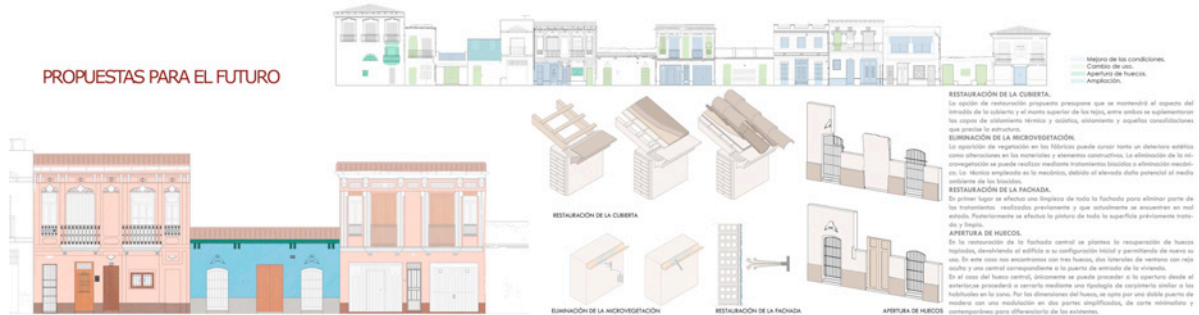 PROPUESTAS PARA EL FUTURO
Mejora de las condiciones.
Cambio de uso.
Apertura de huecos.
Ampliación.
RESTAURACIÓN DE LA CUBIERTA
ELIMINACIÓN DE LA MICROVEGETACIÓN
RESTAURACIÓN DE LA FACHADA
APERTURA DE HUECOS
RESTAURACIÓN DE LA CUBIERTA.
La opción de restauración propuesta presupone que se mantendrá el aspecto del
intradós de la cubierta y el manto superior de las tejas, entre ambos se suplementaran
las capas de aislamiento térmico y acústico, aislamiento y aquellas consolidaciones
que precise la estructura.
ELIMINACIÓN DE LA MICROVEGETACIÓN.
La aparición de vegetación en las fábricas puede cursar tanto un deterioro estético
como alteraciones en los materiales y elementos constructivos. La eliminación de la mi-
crovegetación se puede realizar mediante tratamientos biocidas o eliminación mecáni-
ca. La técnica empleada es la mecánica, debido al elevado daño potencial al medio
ambiente de los biocidas.
RESTAURACIÓN DE LA FACHADA.
En primer lugar se efectua una limpieza de toda la fachada para eliminar parte de
los tratamientos realizados previamente y que actualmente se encuentren en mal
estado. Posteriormente se efectua la pintura de toda la superficie préviamente trata-
da y limpia.
APERTURA DE HUECOS.
En la restauración de la fachada central se plantea la recuperación de huecos
tapiados, devolviendo al edificio a su configuración inicial y permitiendo de nuevo su
uso. En este caso nos encontramos con tres huecos, dos laterales de ventana con reja
oculta y una central correspondiente a la puerta de entrada de la vivienda.
En el caso del hueco central, únicamente se puede proceder a la apertura desde el
exterior,se procederá a cerrarlo mediante una tipología de carpintería similar a las
habituales en la zona. Por las dimensiones del hueco, se opta por una doble puerta de
madera con una modulación en dos partes simplificadas, de corte minimalista y
contemporáneo para diferenciarla de las existentes.